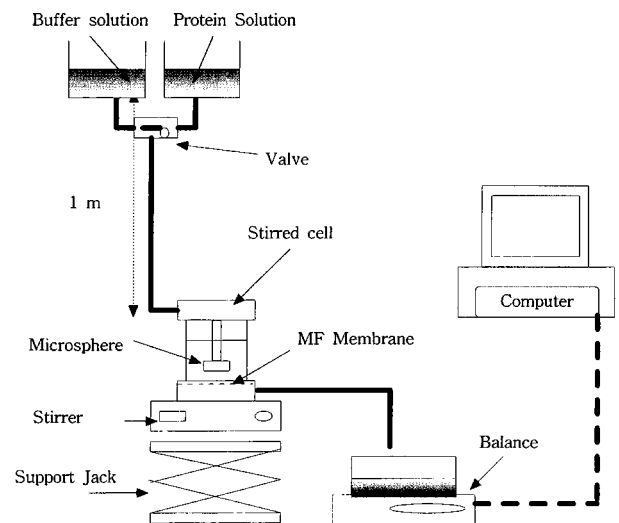 Buffer solution
Protein Solution
Valve
1 m
Stirred cell
Computer
Microsphere
MF Membrane
Stirrer
Balance
Support Jack